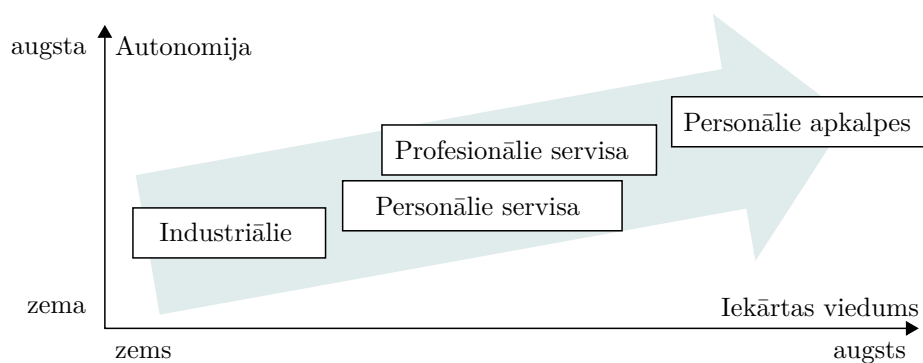 augsta
Autonomija
Personālie apkalpes
Profesionālie servisa
Personālie servisa
Industriālie
zema
Iekārtas viedums
zems
augsts